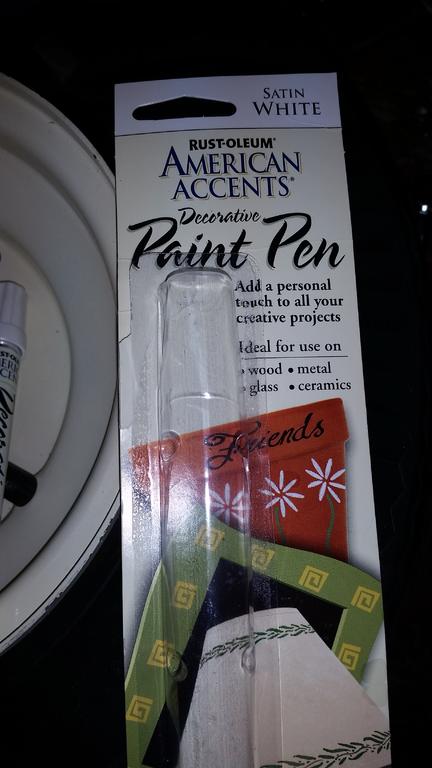 SATIN
WHITE
RUST-OLEUM®
AMERICAN
ACCENTS®
Decorative
Paint Pen
Add a personal
touch to all your
creative projects
Ideal for use on
• wood • metal
• glass • ceramics
Friends